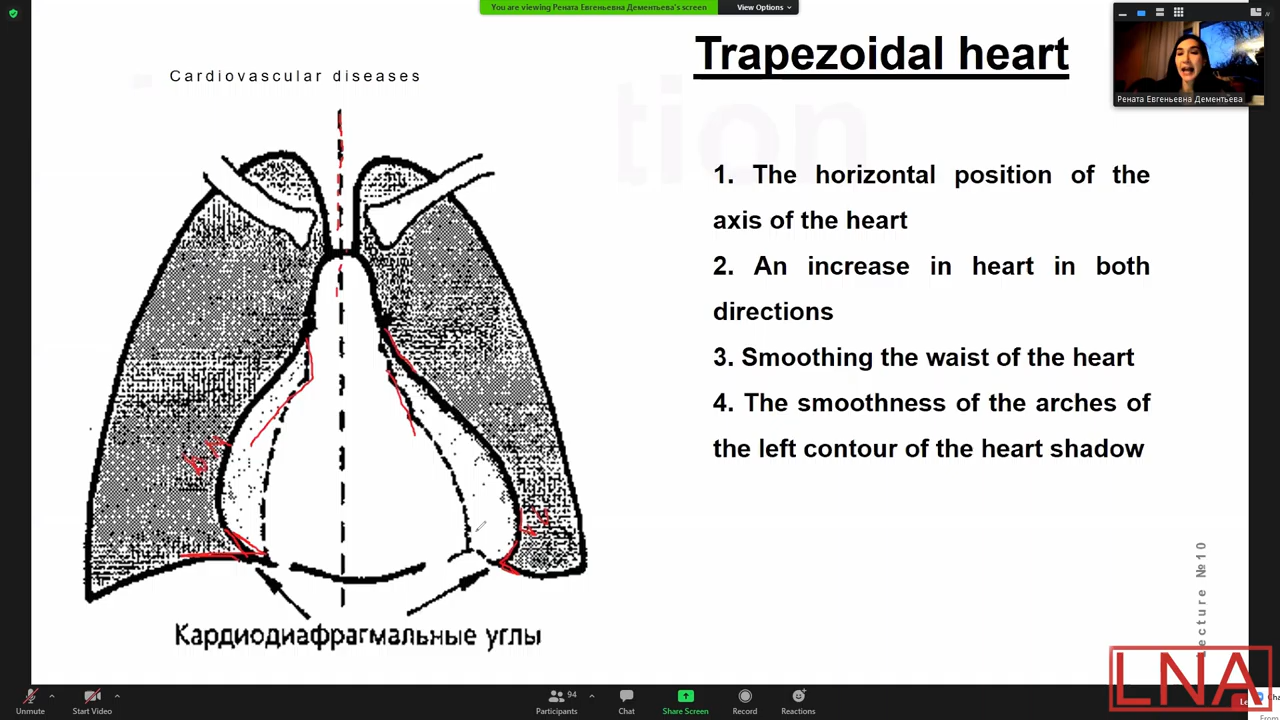 You are viewing Рената Евгеньевна Дементьева's screen
View Options
Trapezoidal heart
Cardiovascular diseases
Рената Евгеньевна Дементьева
1. The horizontal position of the
axis of the heart
2. An increase in heart in both
directions
3. Smoothing the waist of the heart
4. The smoothness of the arches of
the left contour of the heart shadow
Кардиодиафрагмальные углы
Lecture №10
LNA
Unmute
Start Video
94
Participants
Chat
Share Screen
Record
Reactions